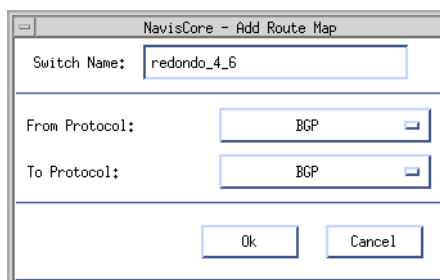 NavisCore - Add Route Map
Switch Name: redondo_4_6
From Protocol: BGP
To Protocol: BGP
Ok Cancel